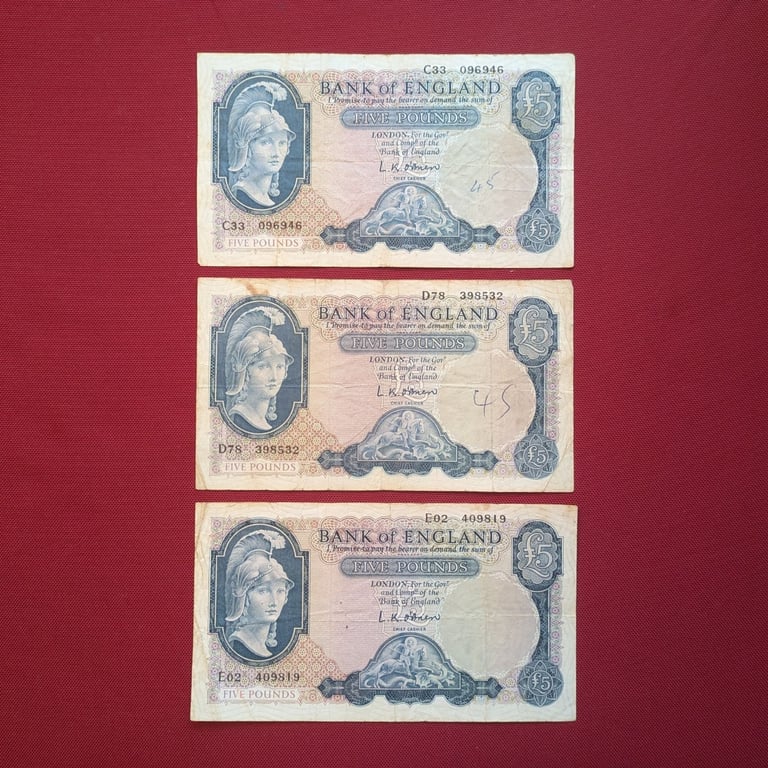 C33 096946
BANK of ENGLAND
I Promise to pay the bearer on demand the sum of
£5
FIVE POUNDS
LONDON, For the Govr
and Compa of the
Bank of England
L.K. O'Brien
CHIEF CASHIER
45
C33 096946
FIVE POUNDS
£5
D78 398532
BANK of ENGLAND
I Promise to pay the bearer on demand the sum of
£5
FIVE POUNDS
LONDON, For the Govr
and Compa of the
Bank of England
L.K. O'Brien
CHIEF CASHIER
45
D78 398532
FIVE POUNDS
£5
E02 409819
BANK of ENGLAND
I Promise to pay the bearer on demand the sum of
£5
FIVE POUNDS
LONDON, For the Govr
and Compa of the
Bank of England
L.K. O'Brien
CHIEF CASHIER
E02 409819
FIVE POUNDS
£5